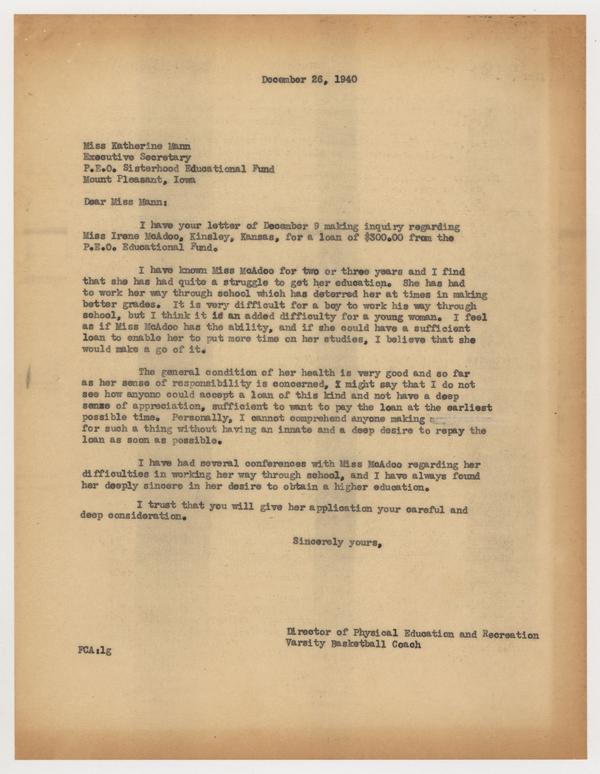 December 26, 1940
Miss Katherine Mann
Executive Secretary
P.E.O. Sisterhood Educational Fund
Mount Pleasant, Iowa
Dear Miss Mann:
I have your letter of December 9 making inquiry regarding
Miss Irene McAdoo, Kinsley, Kansas, for a loan of $300.00 from the
P.E.O. Educational Fund.
I have known Miss McAdoo for two or three years and I find
that she has had quite a struggle to get her education. She has had
to work her way through school which has deterred her at times in making
better grades. It is very difficult for a boy to work his way through
school, but I think it is an added difficulty for a young woman. I feel
as if Miss McAdoo has the ability, and if she could have a sufficient
loan to enable her to put more time on her studies, I believe that she
would make a go of it.
The general condition of her health is very good and so far
as her sense of responsibility is concerned, I might say that I do not
see how anyone could accept a loan of this kind and not have a deep
sense of appreciation, sufficient to want to pay the loan at the earliest
possible time. Personally, I cannot comprehend anyone making
for such a thing without having an innate and a deep desire to repay the
loan as soon as possible.
I have had several conferences with Miss McAdoo regarding her
difficulties in working her way through school, and I have always found
her deeply sincere in her desire to obtain a higher education.
I trust that you will give her application your careful and
deep consideration.
Sincerely yours,
Director of Physical Education and Recreation
Varsity Basketball Coach
FCA:lg